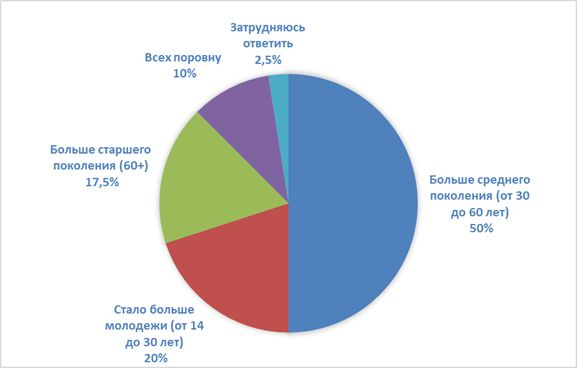 Затрудняюсь
ответить
2,5%
Всех поровну
10%
Больше старшего
поколения (60+)
17,5%
Больше среднего
поколения (от 30
до 60 лет)
50%
Стало больше
молодежи (от 14
до 30 лет)
20%